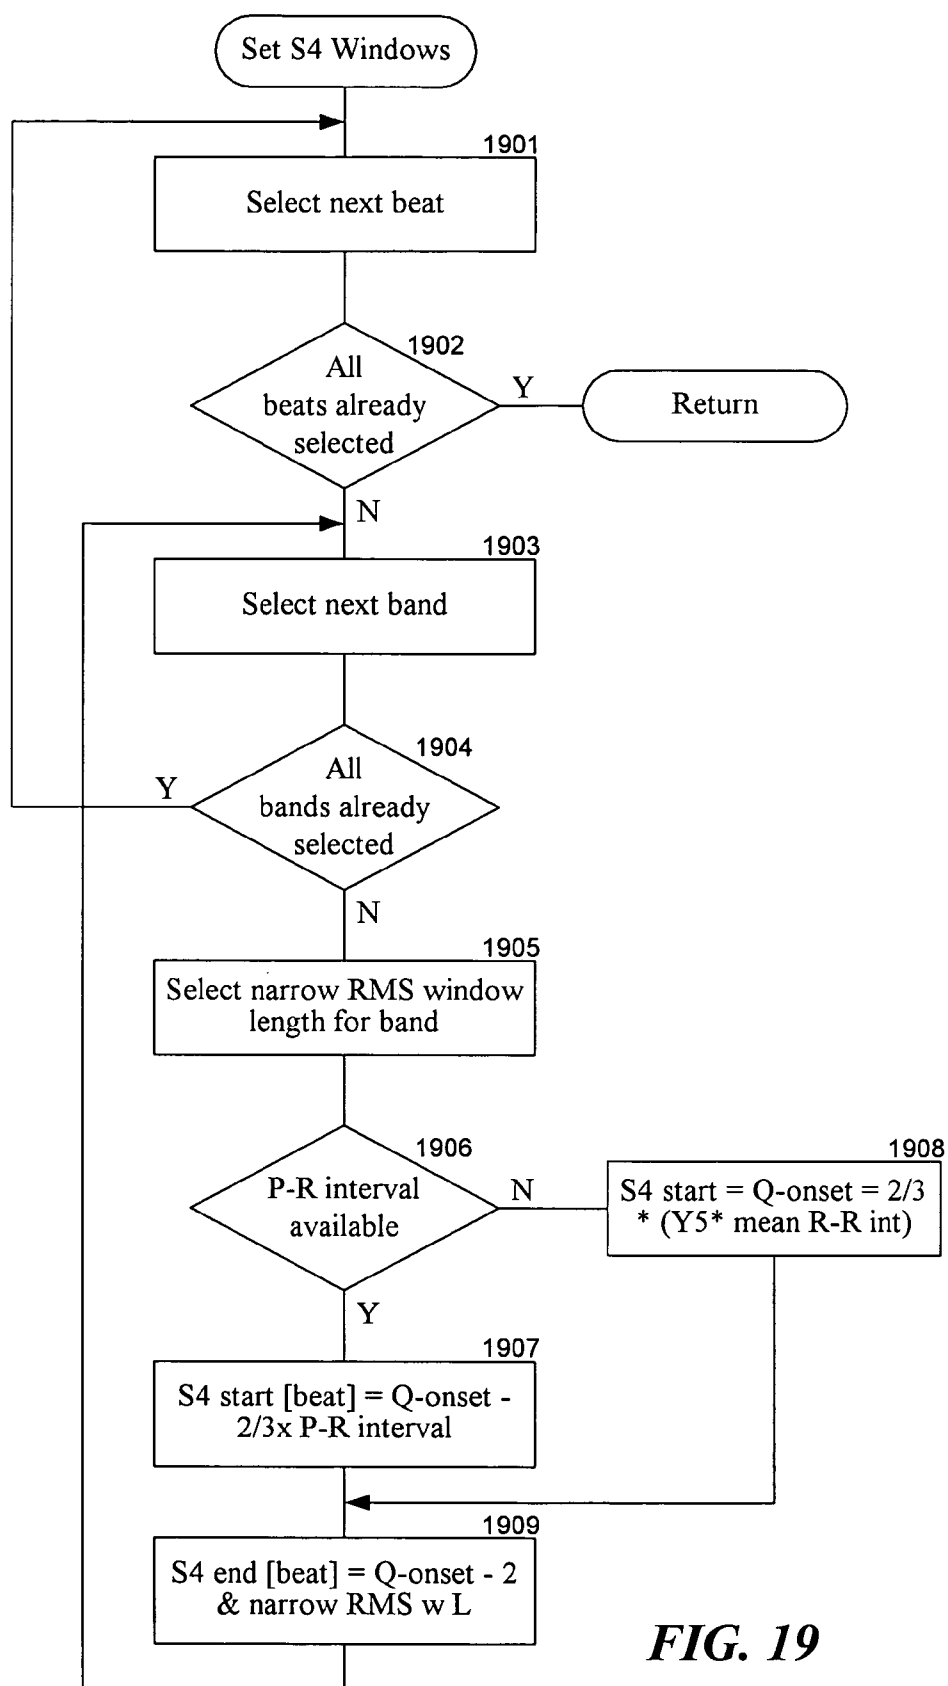 Set S4 Windows
1901
Select next beat
1902
All
beats already
selected
Y
Return
N
1903
Select next band
1904
All
bands already
selected
Y
N
1905
Select narrow RMS window
length for band
1906
P-R interval
available
N
1908
S4 start = Q-onset = 2/3
* (Y5* mean R-R int)
Y
1907
S4 start [beat] = Q-onset -
2/3x P-R interval
1909
S4 end [beat] = Q-onset - 2
& narrow RMS w L
FIG. 19